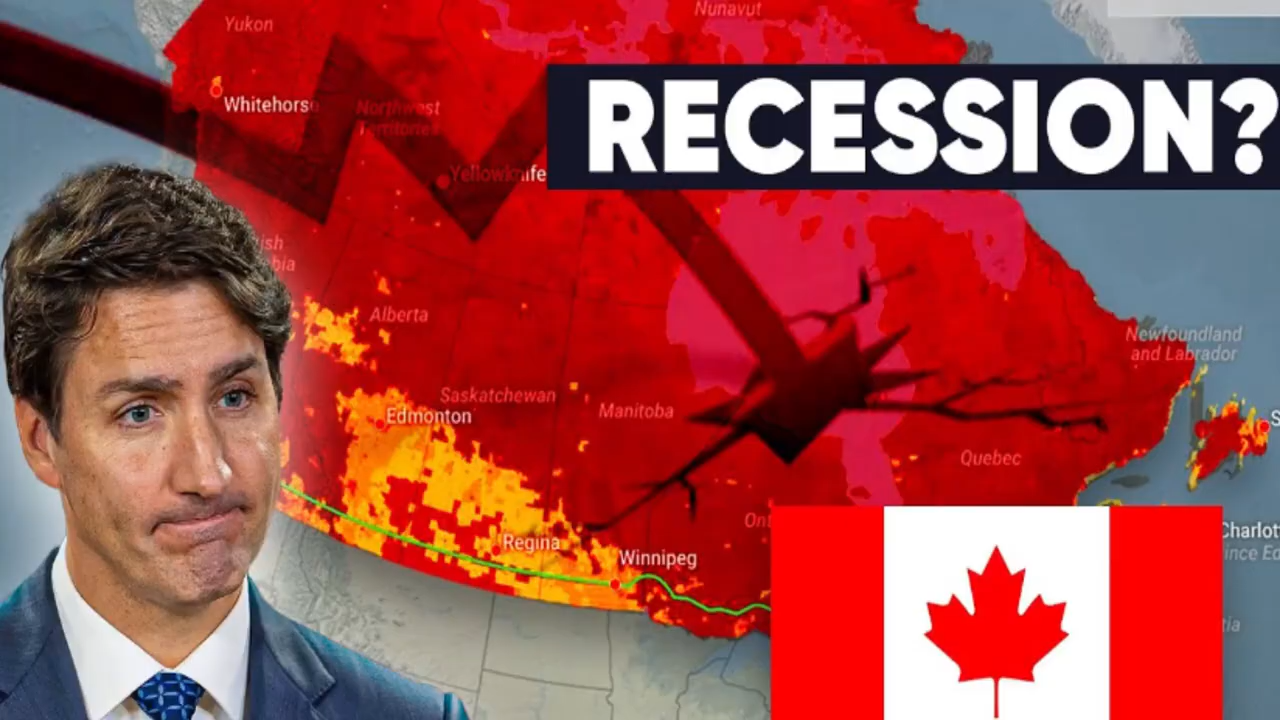 Yukon
Nunavut
RECESSION?
Whitehorse
Northwest
Territories
Yellowknife
Alberta
Newfoundland
and Labrador
Saskatchewan
Edmonton
Manitoba
Quebec
Regina
Winnipeg